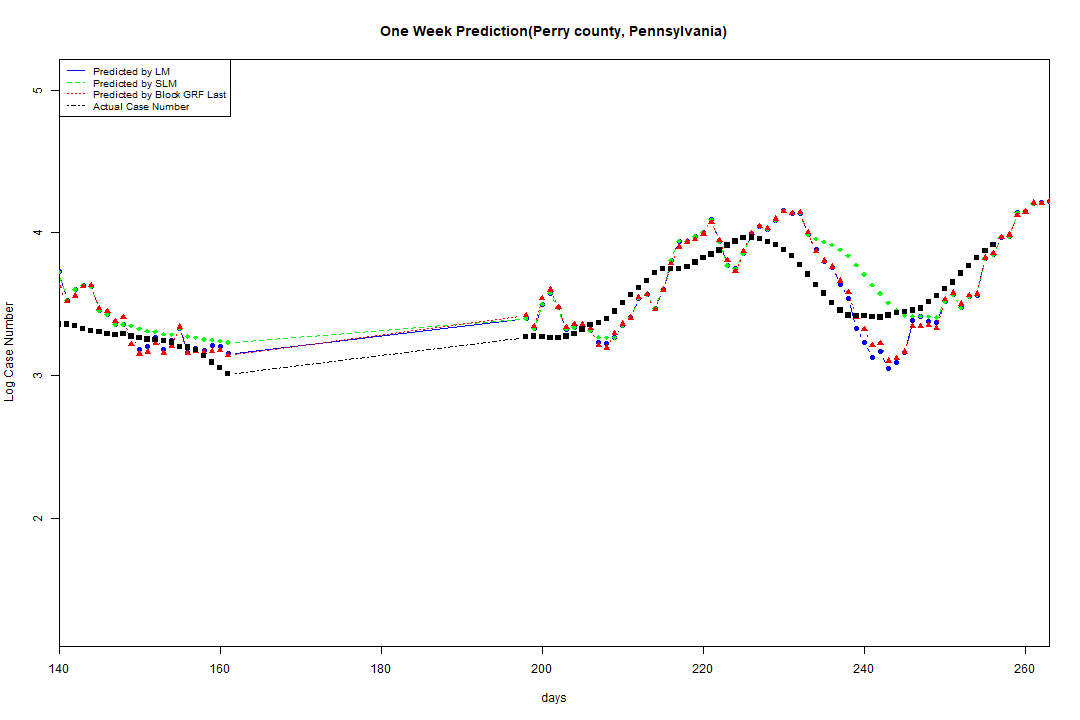 One Week Prediction(Perry county, Pennsylvania)
Predicted by LM
Predicted by SLM
Predicted by Block GRF Last
Actual Case Number
5
4
3
2
Log Case Number
140 160 180 200 220 240 260
days